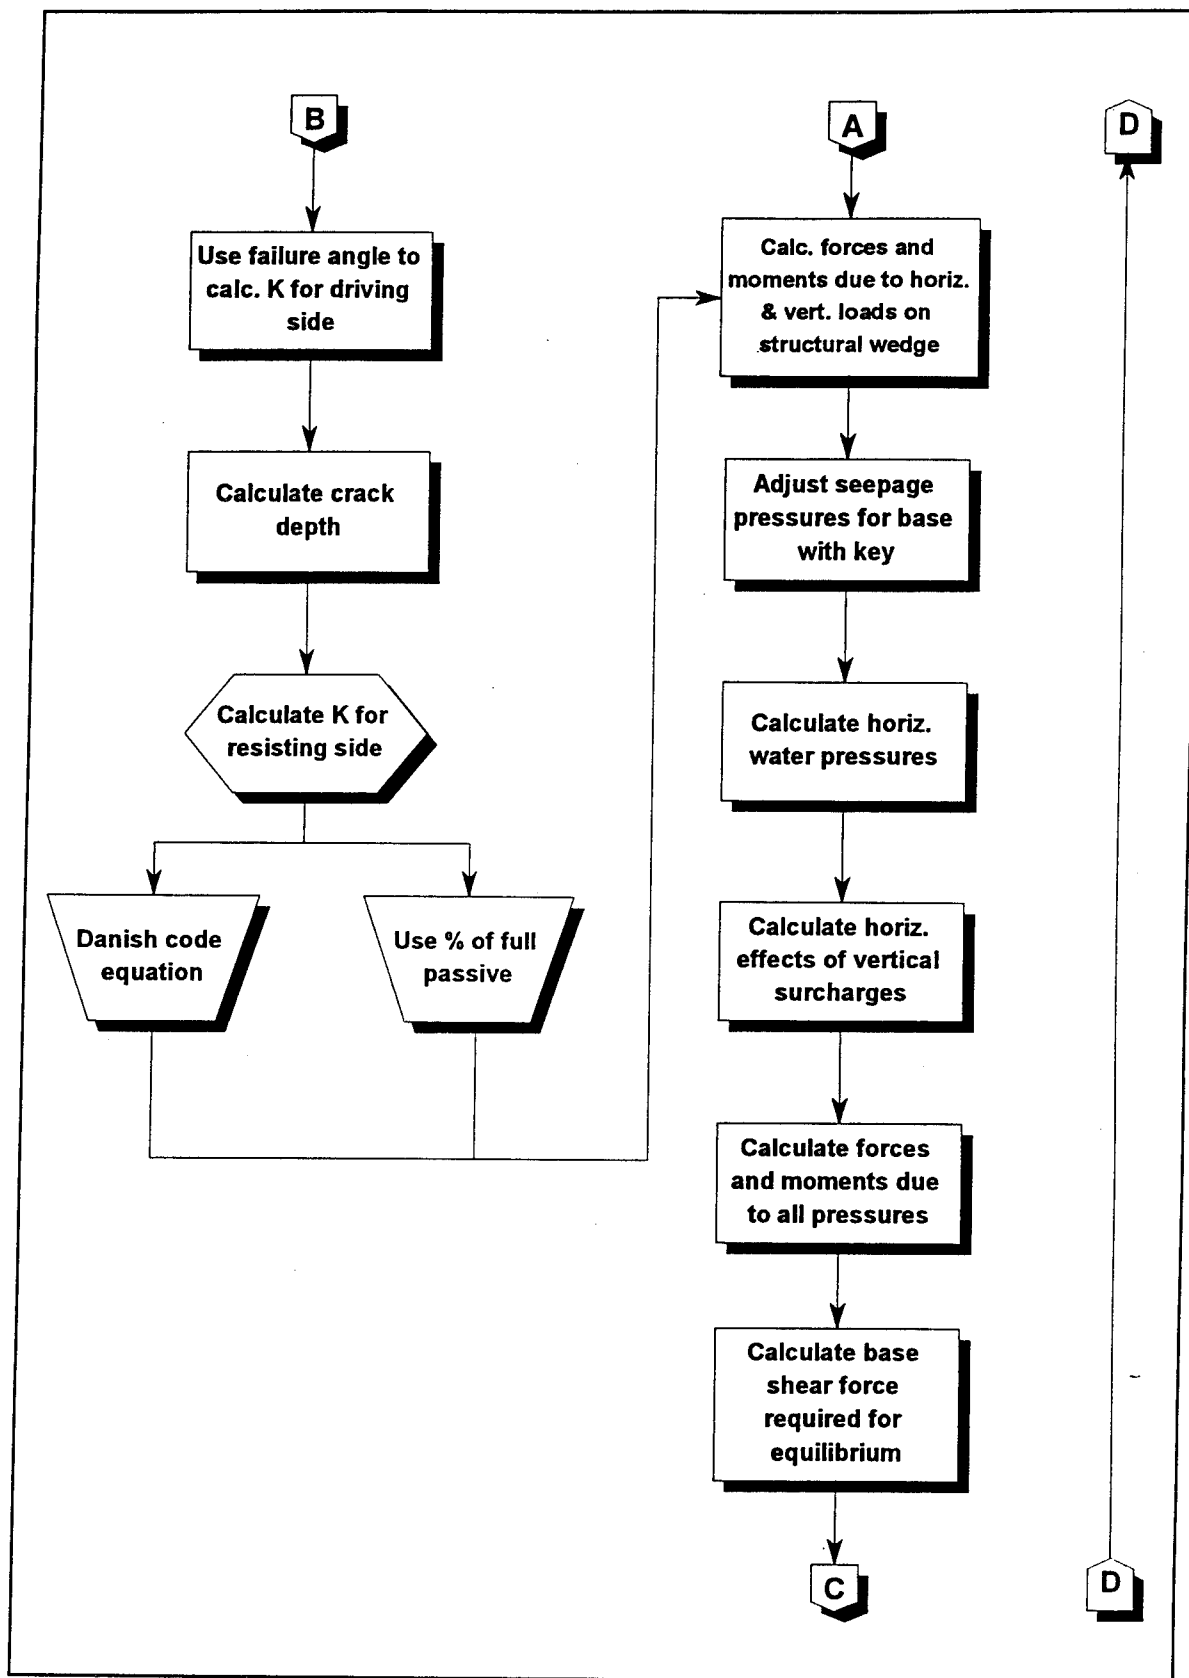 B
Use failure angle to
calc. K for driving
side
Calculate crack
depth
Calculate K for
resisting side
Danish code
equation
Use % of full
passive
A
Calc. forces and
moments due to horiz.
& vert. loads on
structural wedge
Adjust seepage
pressures for base
with key
Calculate horiz.
water pressures
Calculate horiz.
effects of vertical
surcharges
Calculate forces
and moments due
to all pressures
Calculate base
shear force
required for
equilibrium
C
D
D